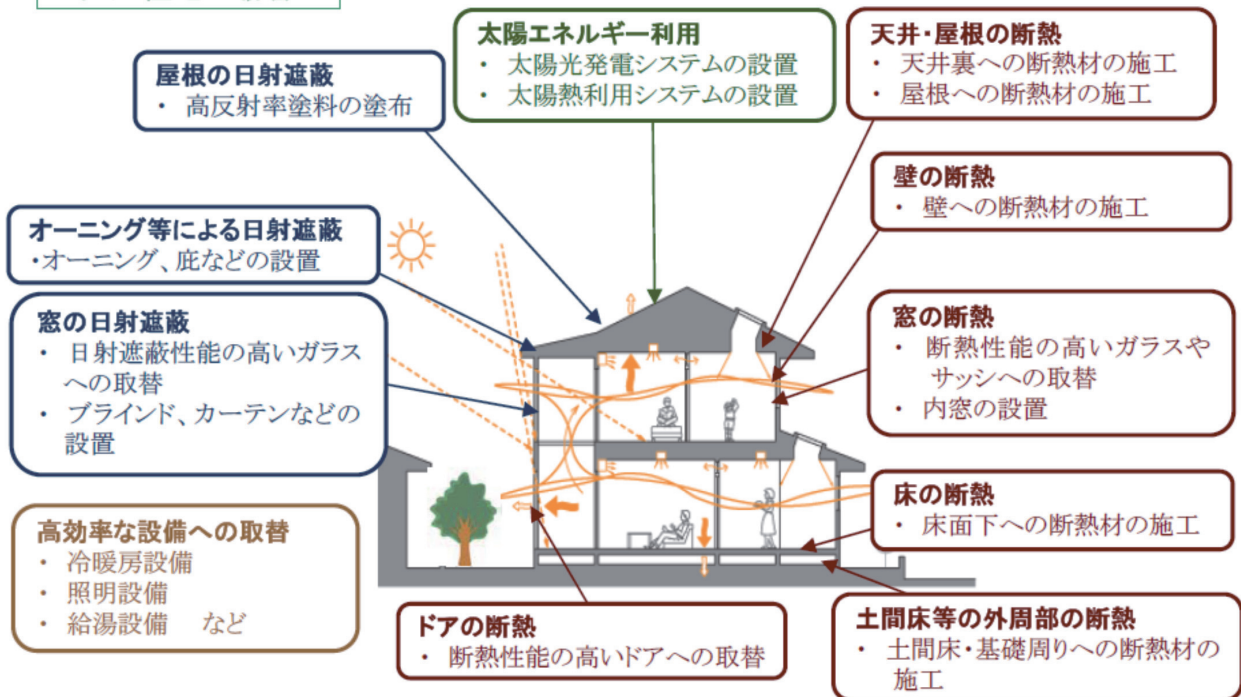 太陽エネルギー利用
・ 太陽光発電システムの設置
・ 太陽熱利用システムの設置
天井・屋根の断熱
・ 天井裏への断熱材の施工
・ 屋根への断熱材の施工
屋根の日射遮蔽
・ 高反射率塗料の塗布
壁の断熱
・ 壁への断熱材の施工
オーニング等による日射遮蔽
・オーニング、庇などの設置
窓の日射遮蔽
・ 日射遮蔽性能の高いガラス
への取替
・ ブラインド、カーテンなどの
設置
窓の断熱
・ 断熱性能の高いガラスや
サッシへの取替
・ 内窓の設置
床の断熱
・ 床面下への断熱材の施工
高効率な設備への取替
・ 冷暖房設備
・ 照明設備
・ 給湯設備 など
ドアの断熱
・ 断熱性能の高いドアへの取替
土間床等の外周部の断熱
・ 土間床・基礎周りへの断熱材の
施工